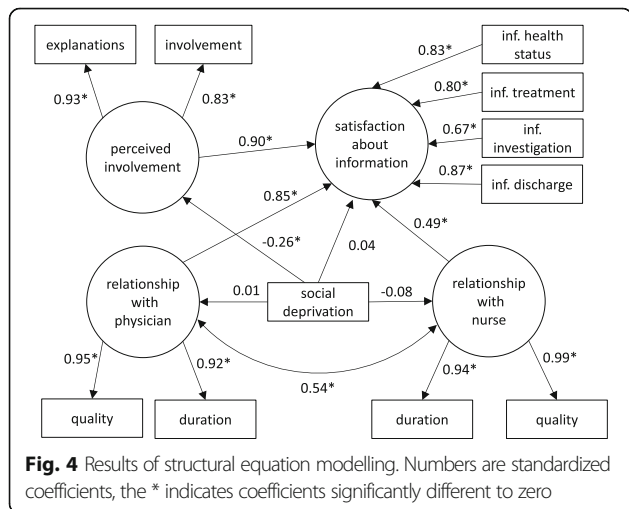 explanations
involvement
inf. health
status
0.83*
0.93*
0.83*
0.80*
inf. treatment
perceived
involvement
0.90*
satisfaction
about
information
0.67*
inf.
investigation
0.87*
inf. discharge
0.85*
0.49*
-0.26*
0.04
relationship
with
physician
0.01
social
deprivation
-0.08
relationship
with
nurse
0.95*
0.92*
0.54*
0.94*
0.99*
quality
duration
duration
quality
Fig. 4 Results of structural equation modelling. Numbers are standardized
coefficients, the * indicates coefficients significantly different to zero